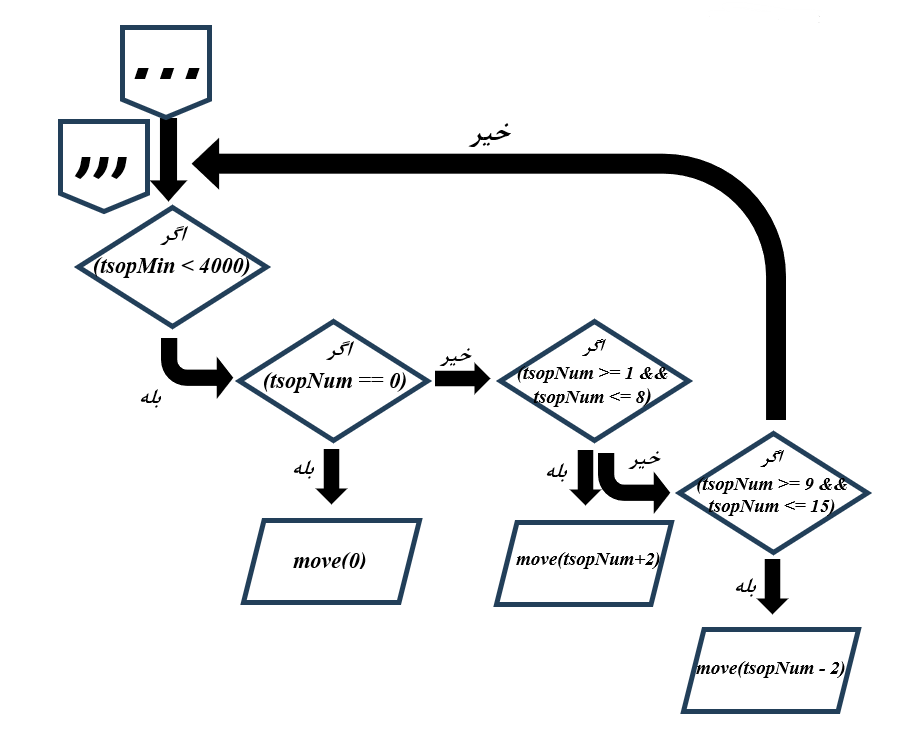 ...
,,,
خیر
اگر
(tsopMin < 4000)
بله
اگر
(tsopNum == 0)
خیر
اگر
(tsopNum >= 1 &&
tsopNum <= 8)
بله
بله
خیر
اگر
(tsopNum >= 9 &&
tsopNum <= 15)
move(0)
move(tsopNum+2)
بله
move(tsopNum - 2)